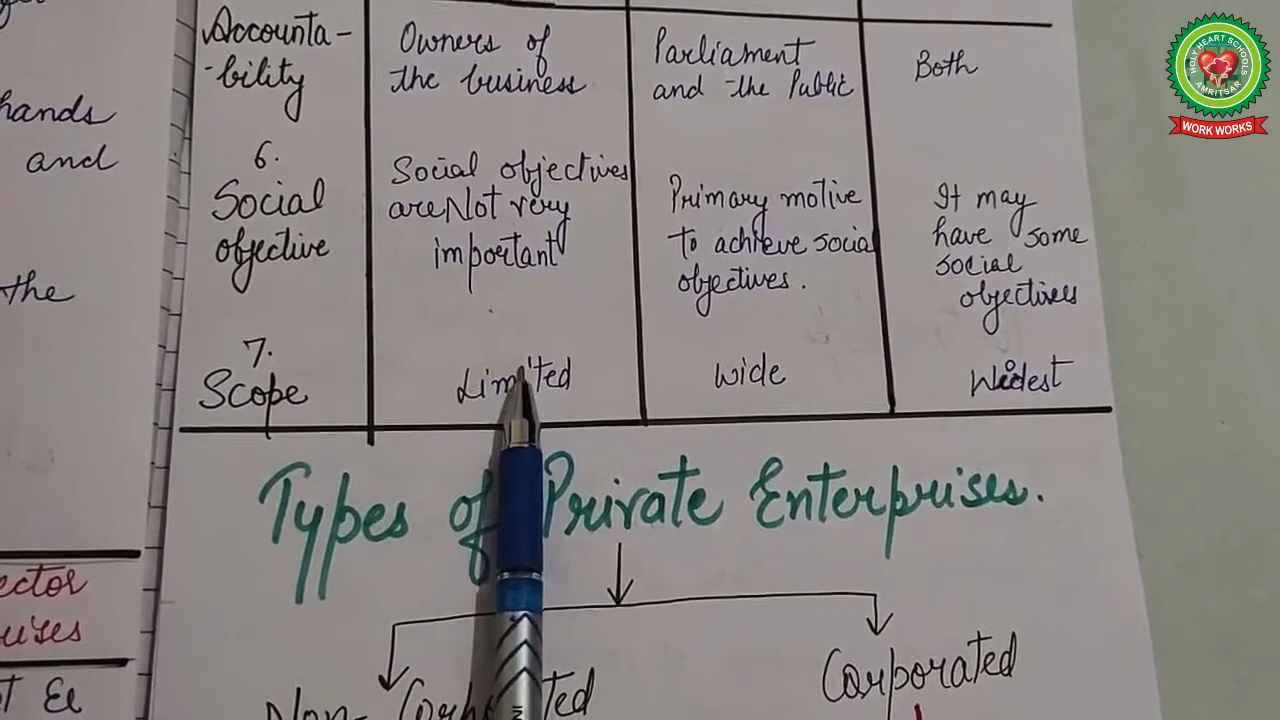 hands
and
the
ector
uises
Accounta-
-bility
Owners of
the business
Parliament
and the Public
Both
6.
Social
objective
Social objectives
are Not very
important
Primary motive
to achieve social
objectives.
It may
have some
social
objectives
7.
Scope
Limited
wide
Widest
Types of Private Enterprises.
Corporated
HOLY HEART SCHOOLS
AMRITSAR
WORK WORKS